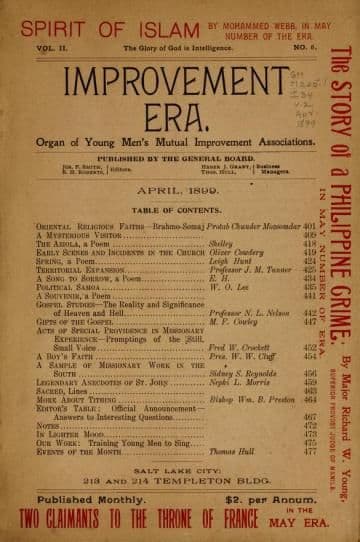 SPIRIT OF ISLAM
BY MOHAMMED WEBB, IN MAY
NUMBER OF THE ERA.
VOL. II. The Glory of God is Intelligence. NO. 6.
IMPROVEMENT
ERA.
Organ of Young Men's Mutual Improvement Associations.
PUBLISHED BY THE GENERAL BOARD.
JOS. F. SMITH, B. H. ROBERTS, } Editors. HEBER J. GRANT, THOS. HULL, } Business Managers.
APRIL, 1899.
TABLE OF CONTENTS.
ORIENTAL RELIGIOUS FAITHS—Brahmo-Somaj Protab Chunder Mozoomdar 401
A MYSTERIOUS VISITOR 409
THE AZIOLA, a Poem Shelley 418
EARLY SCENES AND INCIDENTS IN THE CHURCH Oliver Cowdery 419
SPRING, a Poem Leigh Hunt 424
TERRITORIAL EXPANSION Professor J. M. Tanner 425
A SONG TO SORROW, a Poem E. H. 434
POLITICAL SAMOA W. O. Lee 435
A SOUVENIR, a Poem 441
GOSPEL STUDIES—The Reality and Significance
of Heaven and Hell Professor N. L. Nelson 442
GIFTS OF THE GOSPEL M. F. Cowley 447
ACTS OF SPECIAL PROVIDENCE IN MISSIONARY
EXPERIENCE—Promptings of the Still,
Small Voice Fred W. Crockett 452
A BOY'S FAITH Pres. W. W. Cluff 454
A SAMPLE OF MISSIONARY WORK IN THE
SOUTH Sidney S. Reynolds 456
LEGENDARY ANECDOTES OF ST. JOHN Nephi L. Morris 459
SACRED, Lines 463
MORE ABOUT TITHING Bishop Wm. B. Preston 464
EDITOR'S TABLE: Official Announcement—
Answers to Interesting Questions 467
NOTES 472
IN LIGHTER MOOD 473
OUR WORK: Training Young Men to Sing 475
EVENTS OF THE MONTH Thomas Hull 477
SALT LAKE CITY:
213 AND 214 TEMPLETON BLDG.
Published Monthly. $2. per Annum.
TWO CLAIMANTS TO THE THRONE OF FRANCE IN THE MAY ERA.
The STORY of a PHILIPPINE CRIME,
IN MAY NUMBER OF ERA.
By Major Richard W. Young,
SUPERIOR PROVOST JUDGE OF MANILA